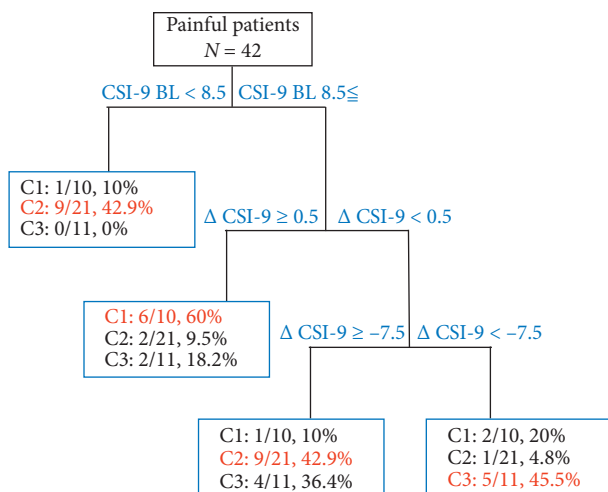 Painful patients
N = 42
CSI-9 BL < 8.5
CSI-9 BL 8.5≦
C1: 1/10, 10%
C2: 9/21, 42.9%
C3: 0/11, 0%
Δ CSI-9 ≥ 0.5
Δ CSI-9 < 0.5
C1: 6/10, 60%
C2: 2/21, 9.5%
C3: 2/11, 18.2%
Δ CSI-9 ≥ –7.5
Δ CSI-9 < –7.5
C1: 1/10, 10%
C2: 9/21, 42.9%
C3: 4/11, 36.4%
C1: 2/10, 20%
C2: 1/21, 4.8%
C3: 5/11, 45.5%